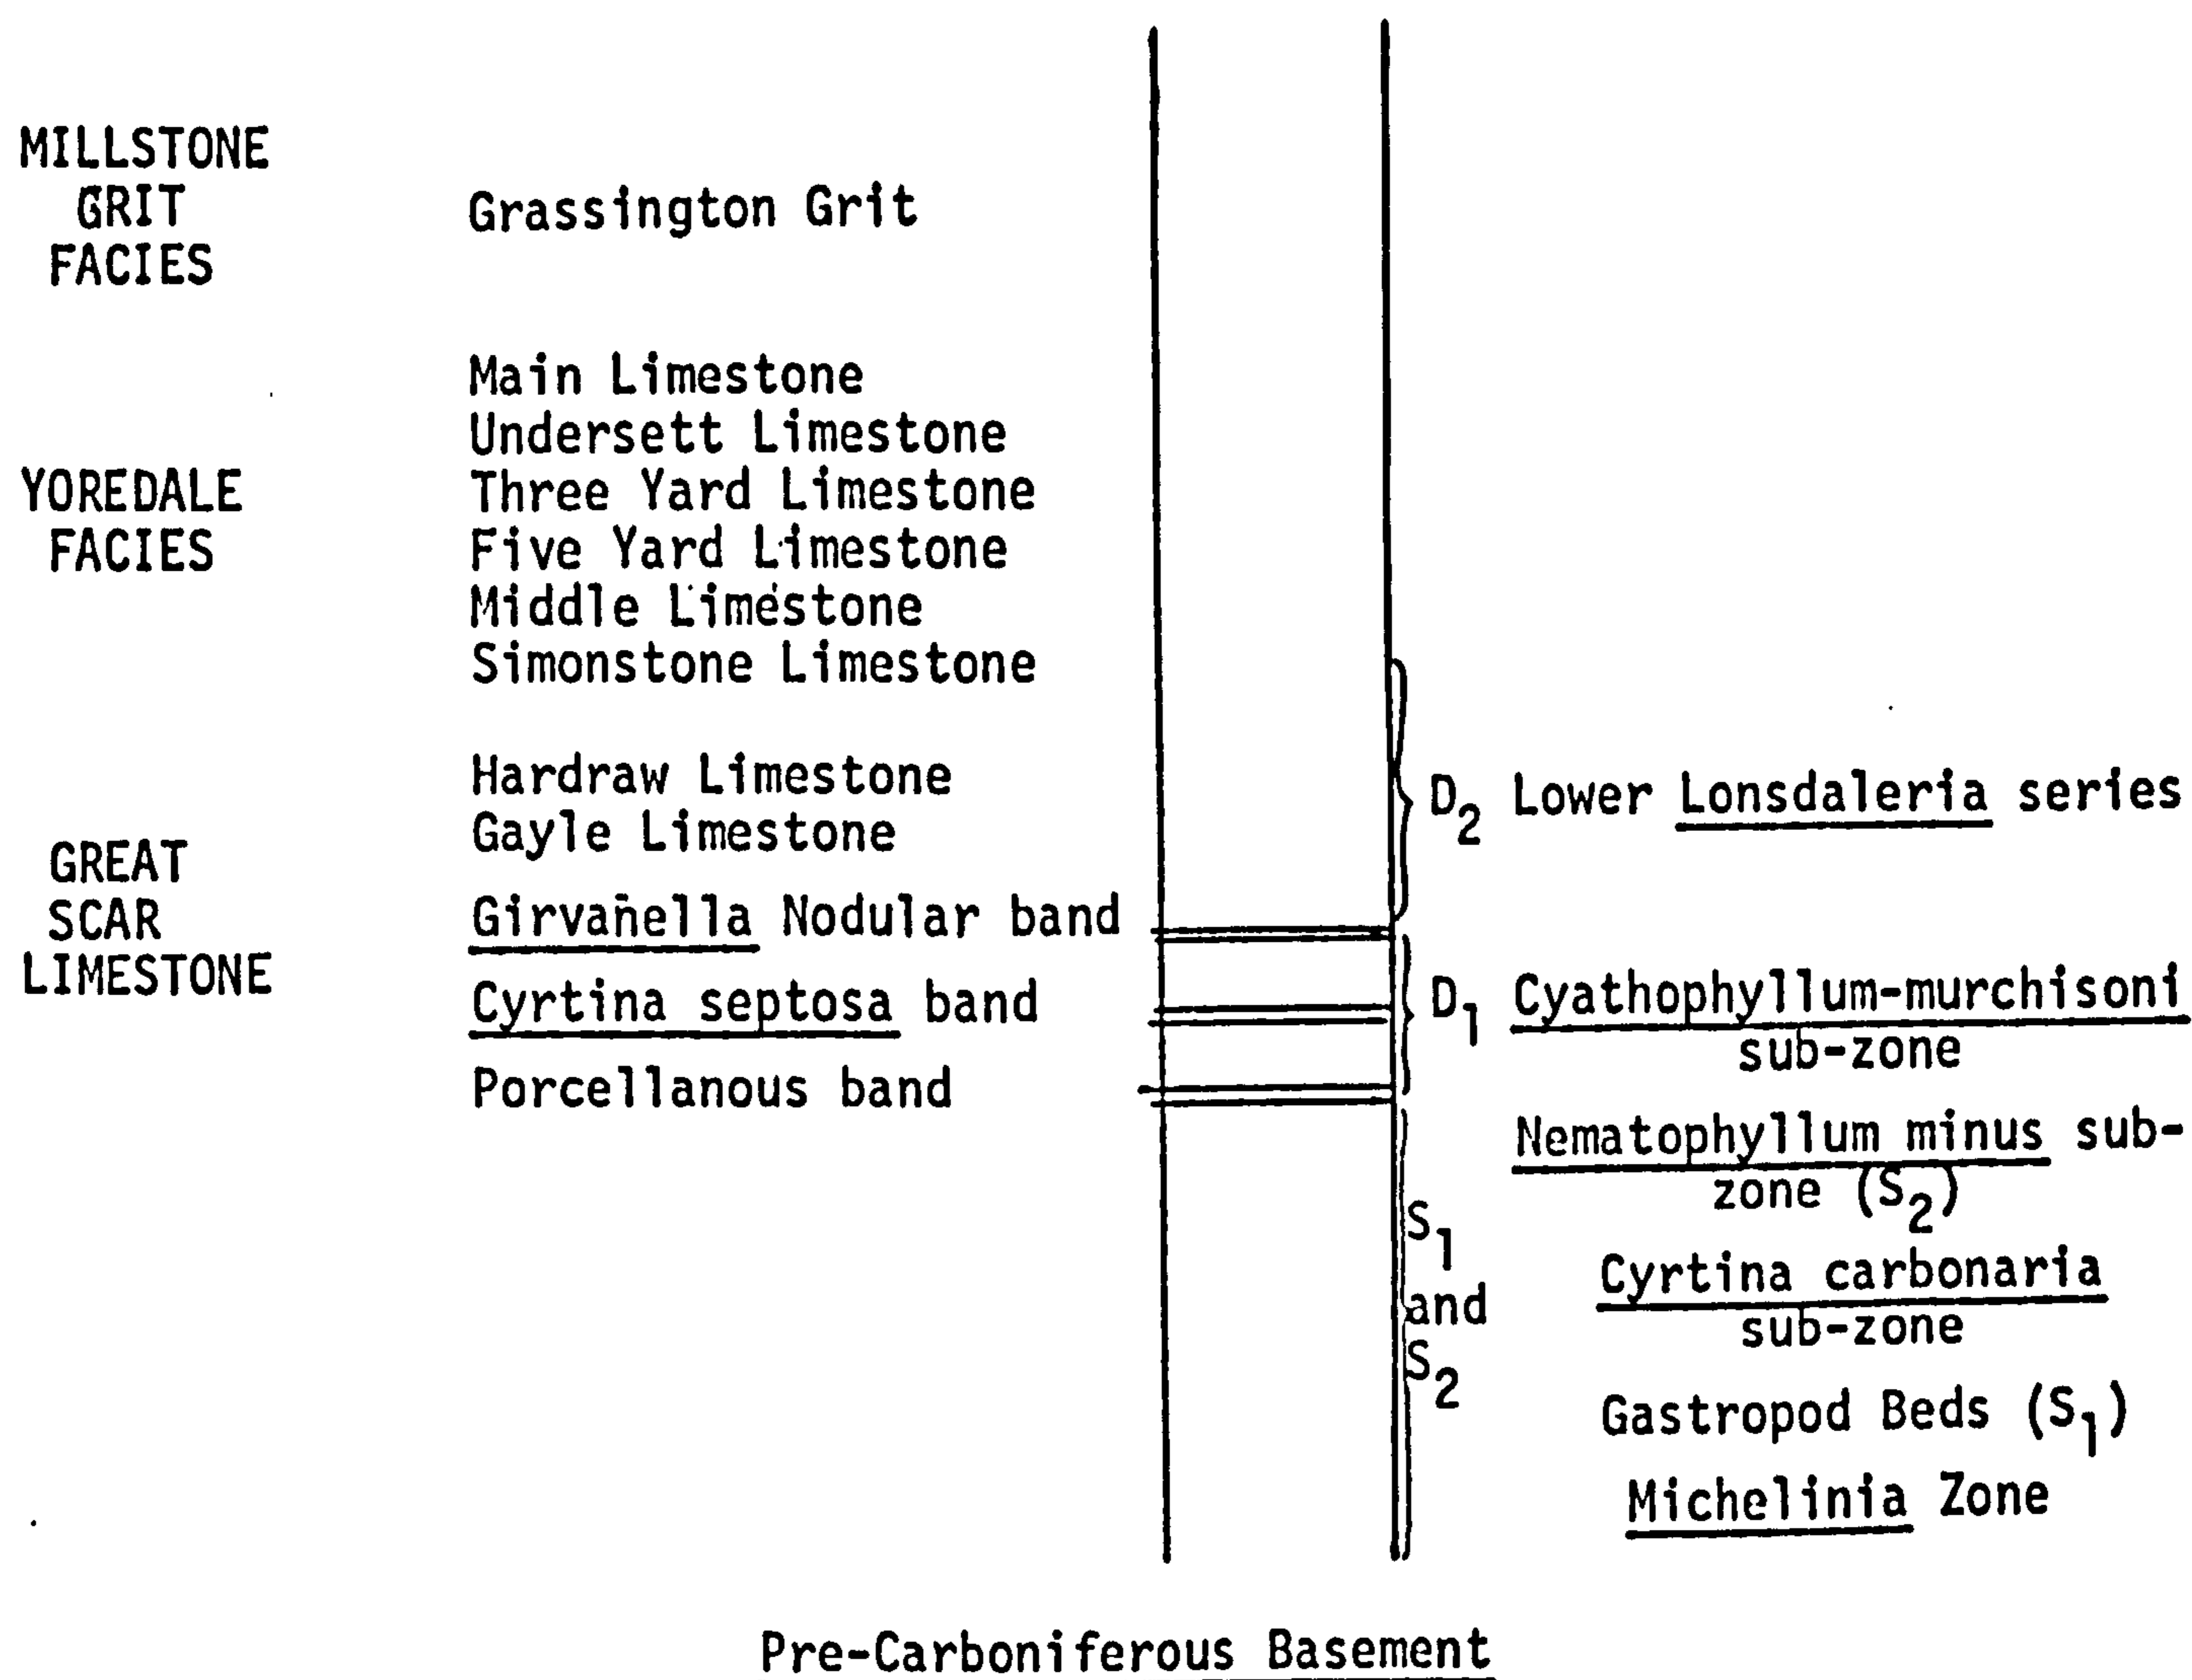 MILLSTONE
GRIT
FACIES
Grassington Grit
Main Limestone
Undersett Limestone
Three Yard Limestone
YOREDALE
FACIES
Five Yard Limestone
Middle Limestone
Simonstone Limestone
Hardraw Limestone
Gayle Limestone
GREAT
SCAR
LIMESTONE
Girvanella Nodular band
Cyrtina septosa band
Porcellanous band
D2 Lower Lonsdaleria series
D1 Cyathophyllum-murchisoni
sub-zone
Nematophyllum minus sub-
zone (S2)
S1
and
S2
Cyrtina carbonaria
sub-zone
Gastropod Beds (S1)
Michelinia Zone
Pre-Carboniferous Basement